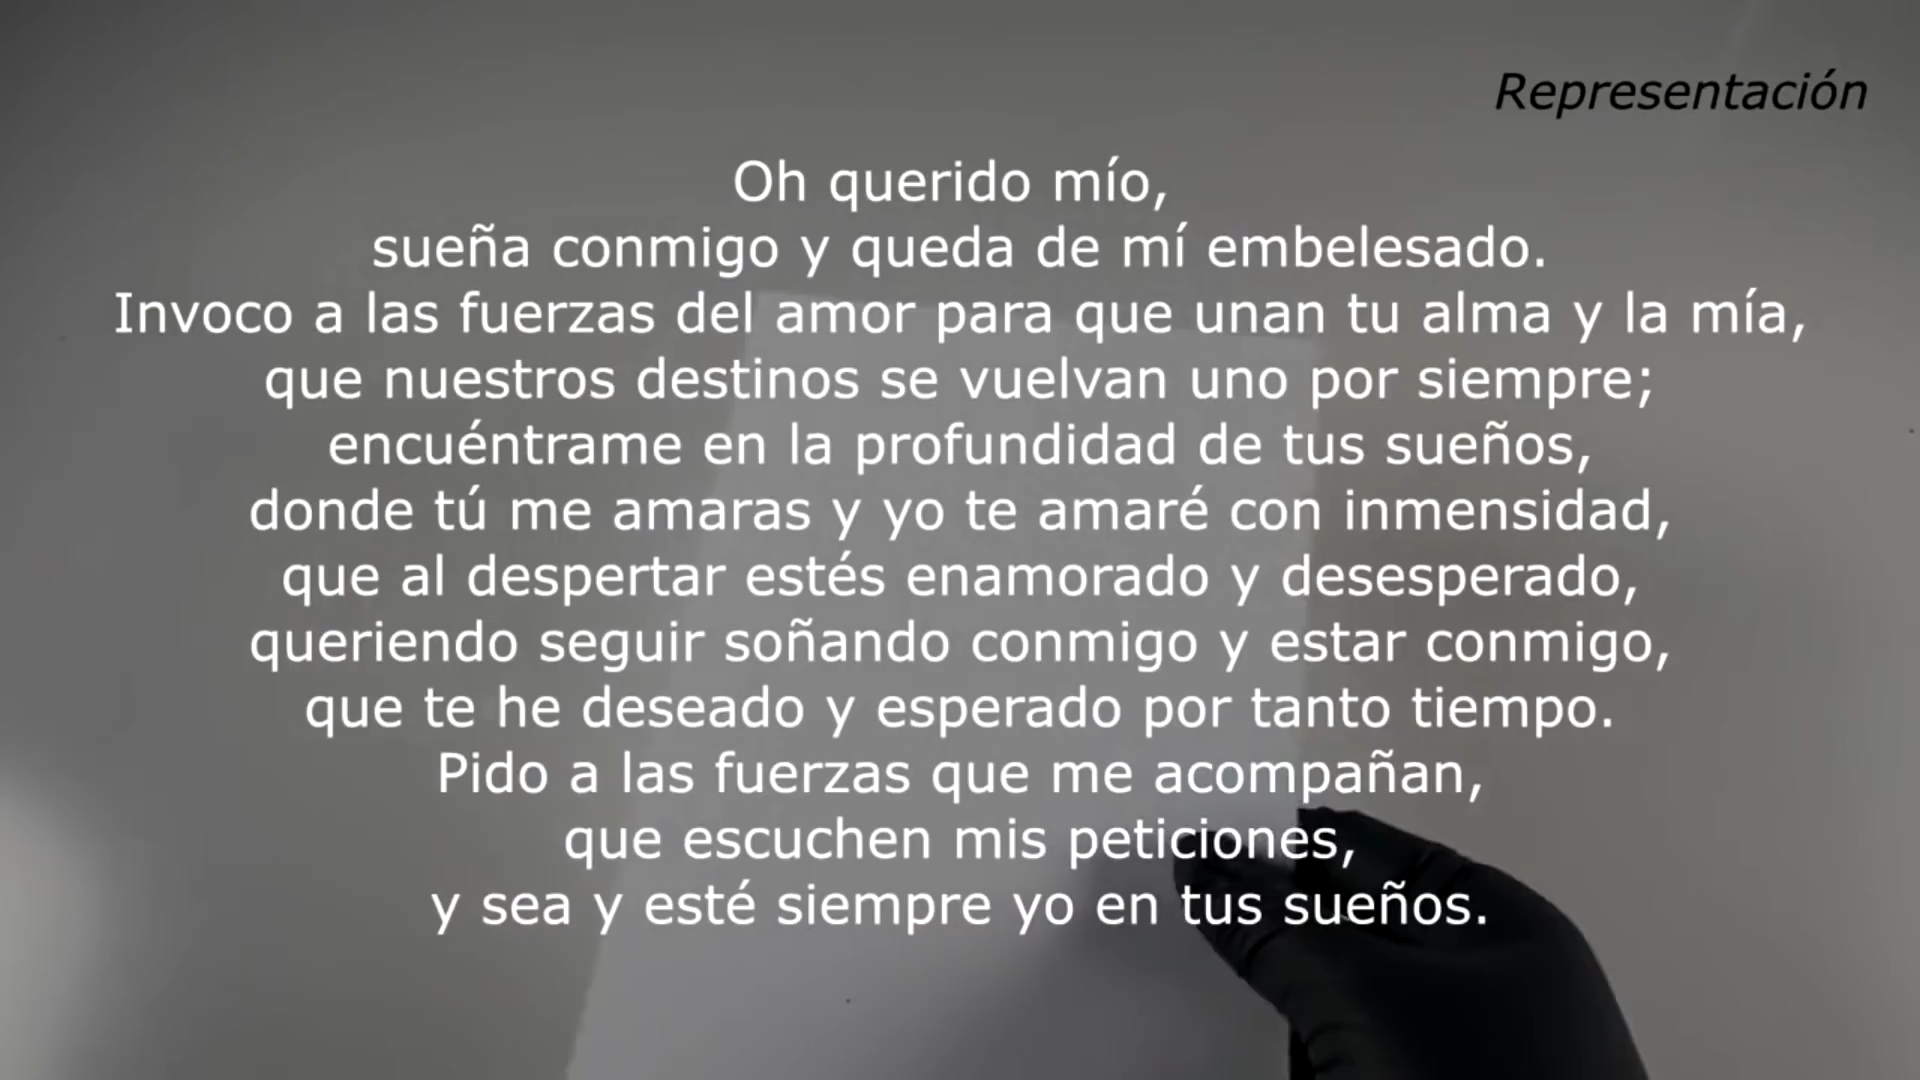 Representación
Oh querido mío,
sueña conmigo y queda de mí embelesado.
Invoco a las fuerzas del amor para que unan tu alma y la mía,
que nuestros destinos se vuelvan uno por siempre;
encuéntrame en la profundidad de tus sueños,
donde tú me amaras y yo te amaré con inmensidad,
que al despertar estés enamorado y desesperado,
queriendo seguir soñando conmigo y estar conmigo,
que te he deseado y esperado por tanto tiempo.
Pido a las fuerzas que me acompañan,
que escuchen mis peticiones,
y sea y esté siempre yo en tus sueños.